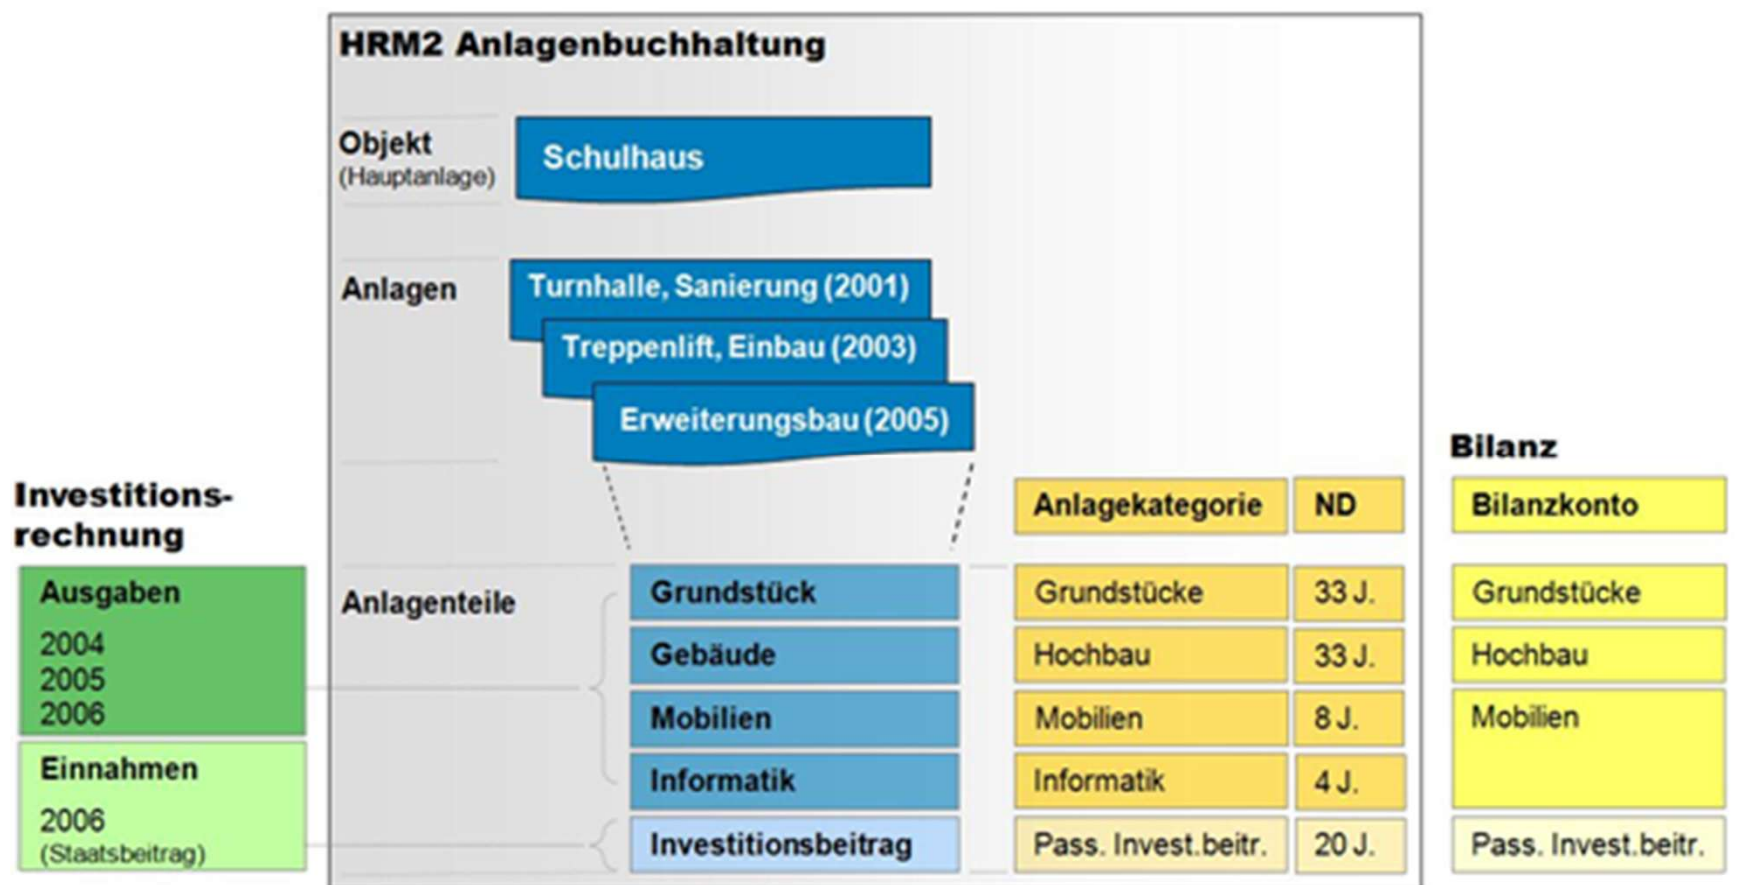 HRM2 Anlagenbuchhaltung
Objekt
(Hauptanlage)
Schulhaus
Anlagen
Turnhalle, Sanierung (2001)
Treppenlift, Einbau (2003)
Erweiterungsbau (2005)
Investitions-
rechnung
Ausgaben
2004
2005
2006
Einnahmen
2006
(Staatsbeitrag)
Anlagenteile
Grundstück
Gebäude
Mobilien
Informatik
Investitionsbeitrag
Anlagekategorie ND
Grundstücke 33 J.
Hochbau 33 J.
Mobilien 8 J.
Informatik 4 J.
Pass. Invest.beitr. 20 J.
Bilanz
Bilanzkonto
Grundstücke
Hochbau
Mobilien
Pass. Invest.beitr.